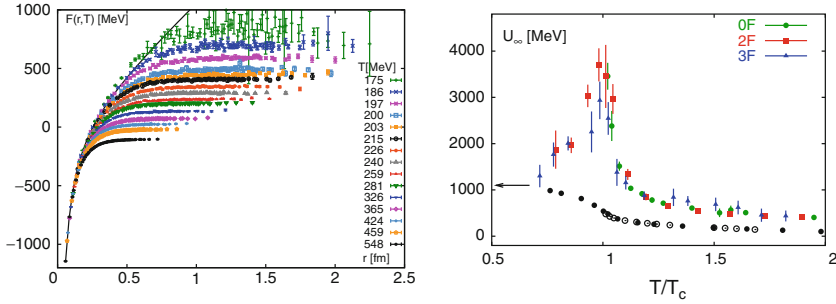 F(r,T) [MeV]
1000
500
0
−500
−1000
T[MeV]
175
186
197
200
203
215
226
240
259
281
326
365
424
459
548
r [fm]
0 0.5 1 1.5 2 2.5
U∞ [MeV]
0F
2F
3F
4000
3000
2000
1000
0
0.5 1 1.5 2
T/Tc